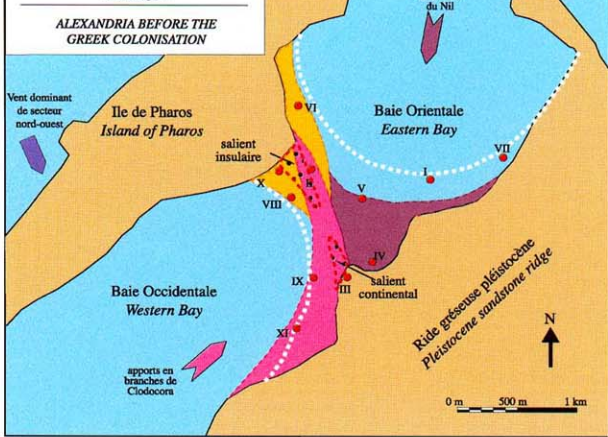 ALEXANDRIA BEFORE THE
GREEK COLONISATION
du Nil
Vent dominant
de secteur
nord-ouest
Ile de Pharos
Island of Pharos
VI
Baie Orientale
Eastern Bay
salient
insulaire
VII
I
X
II
V
VIII
IV
salient
continental
III
IX
Baie Occidentale
Western Bay
XI
apports en
branches de
Clodocora
Ride gréseuse pléistocène
Pleistocene sandstone ridge
N
0 m 500 m 1 km